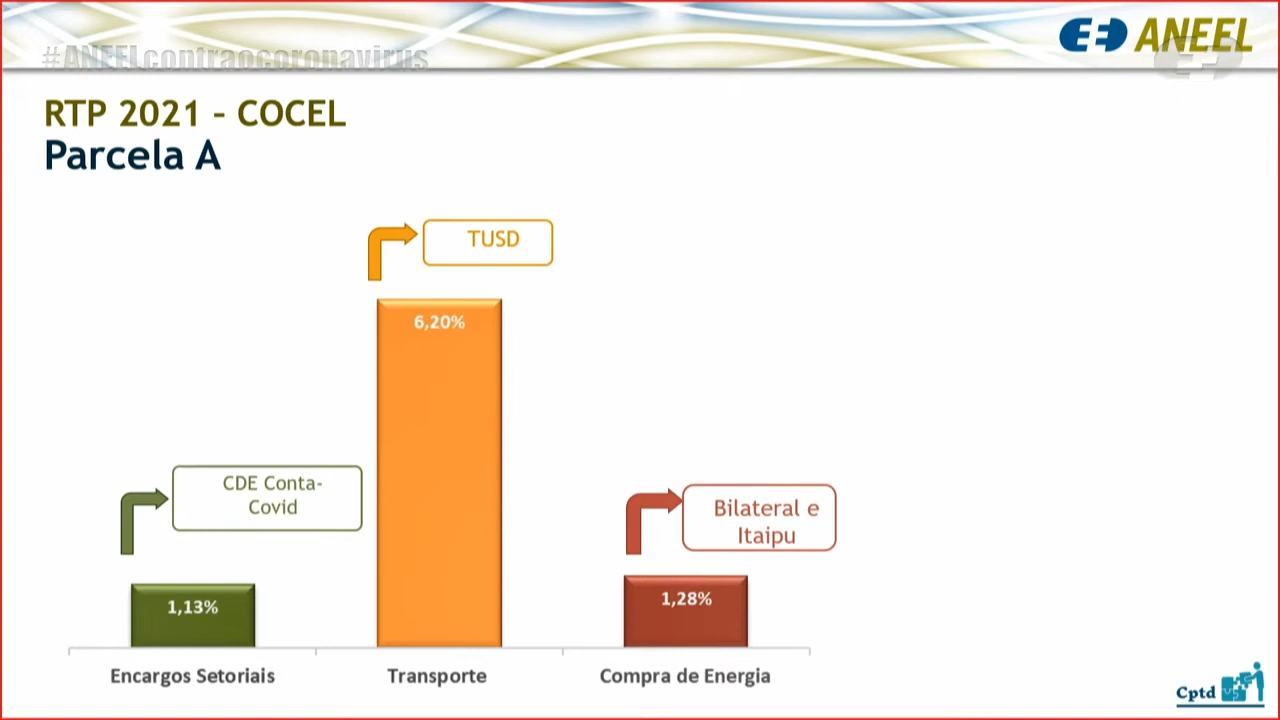 #ANEELcontraocoronavirus
ANEEL
RTP 2021 – COCEL
Parcela A
TUSD
6,20%
CDE Conta-
Covid
Bilateral e
Itaipu
1,13%
1,28%
Encargos Setoriais
Transporte
Compra de Energia
Cptd